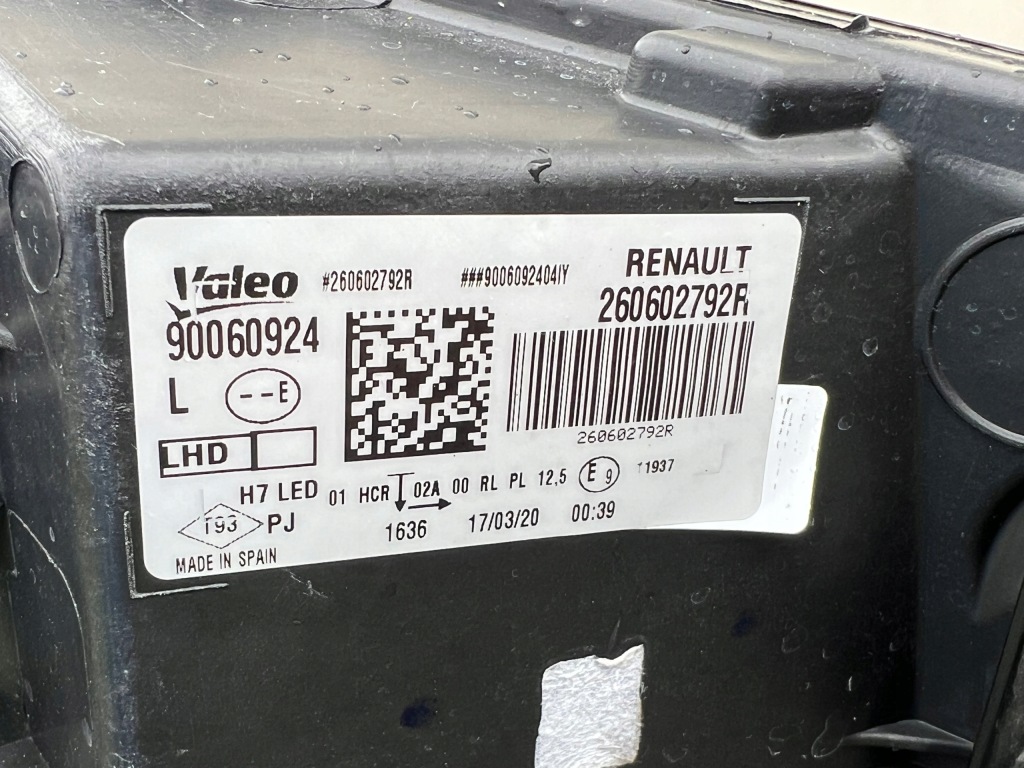 Valeo #260602792R ###9006092404IY RENAULT
90060924 260602792R
L --E
260602792R
LHD
H7 LED 01 HCR 02A 00 RL PL 12,5 E9 11937
T93 PJ 1636 17/03/20 00:39
MADE IN SPAIN